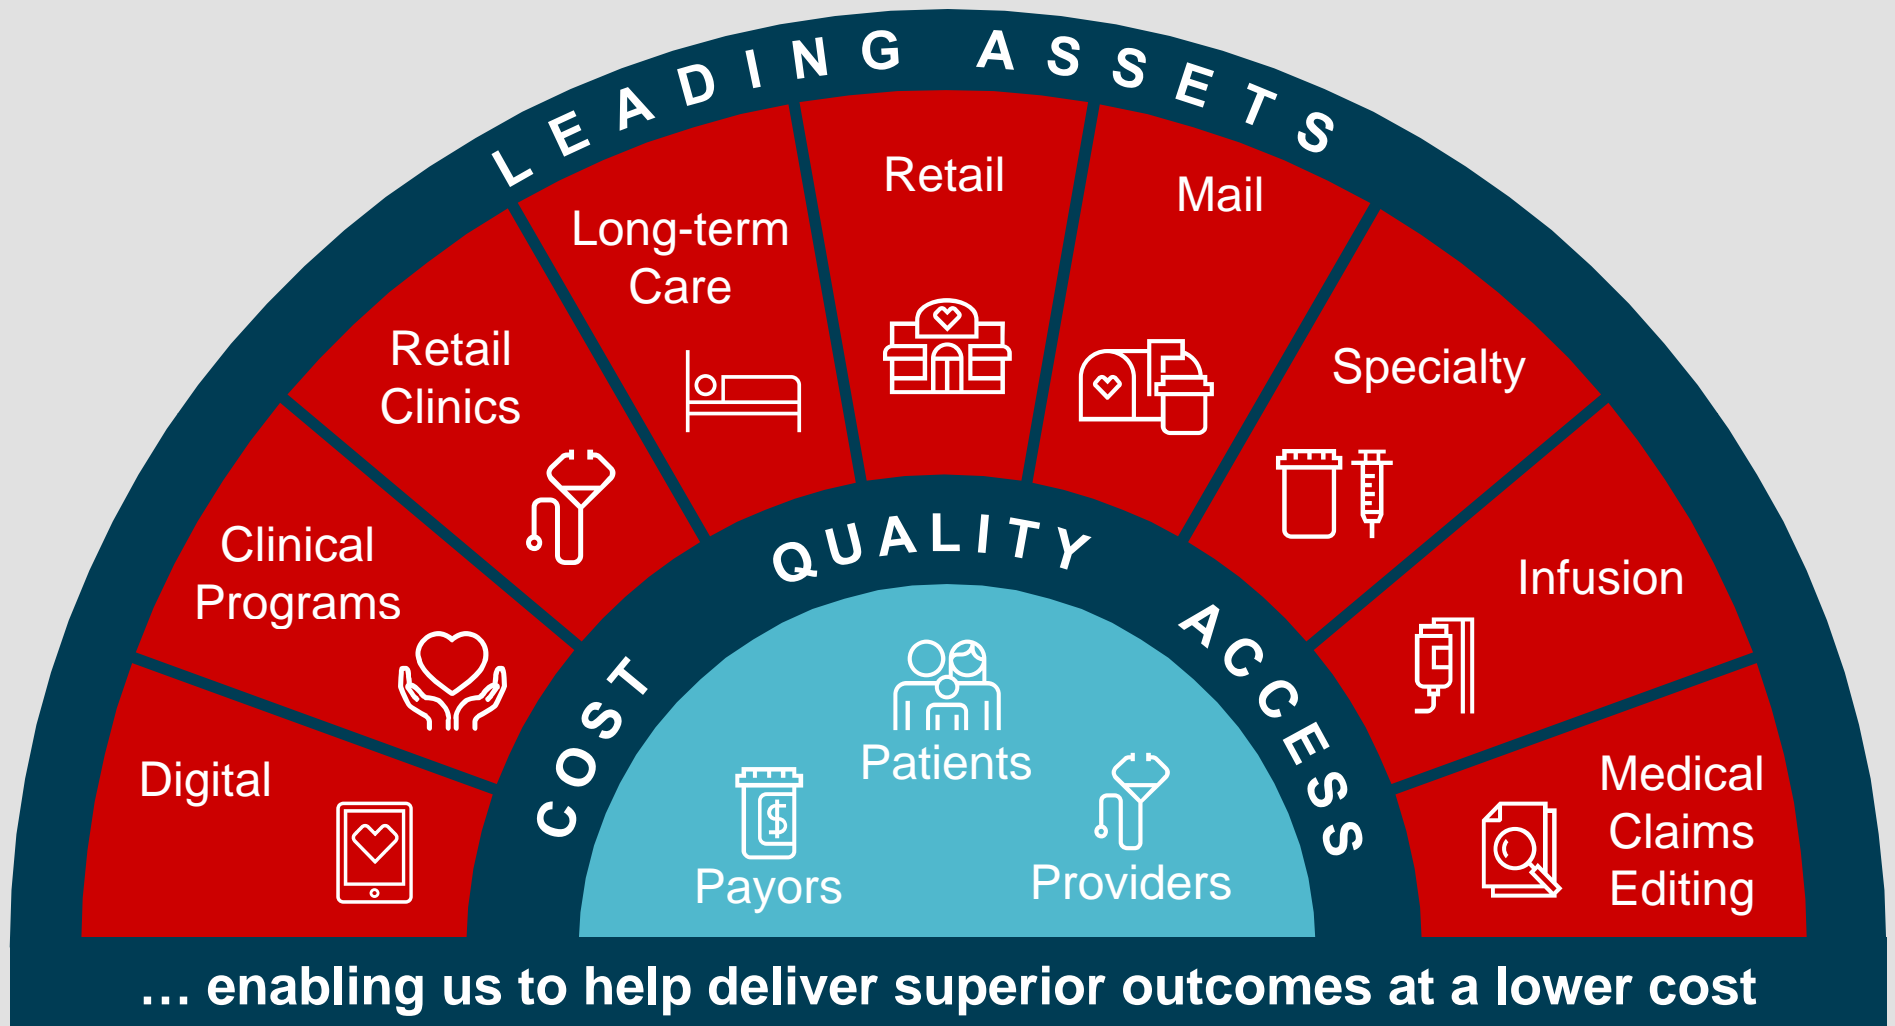 LEADING ASSETS
Digital
Clinical
Programs
Retail
Clinics
Long-term
Care
Retail
Mail
Specialty
Infusion
Medical
Claims
Editing
COST
QUALITY
ACCESS
Patients
$
Payors
Providers
... enabling us to help deliver superior outcomes at a lower cost